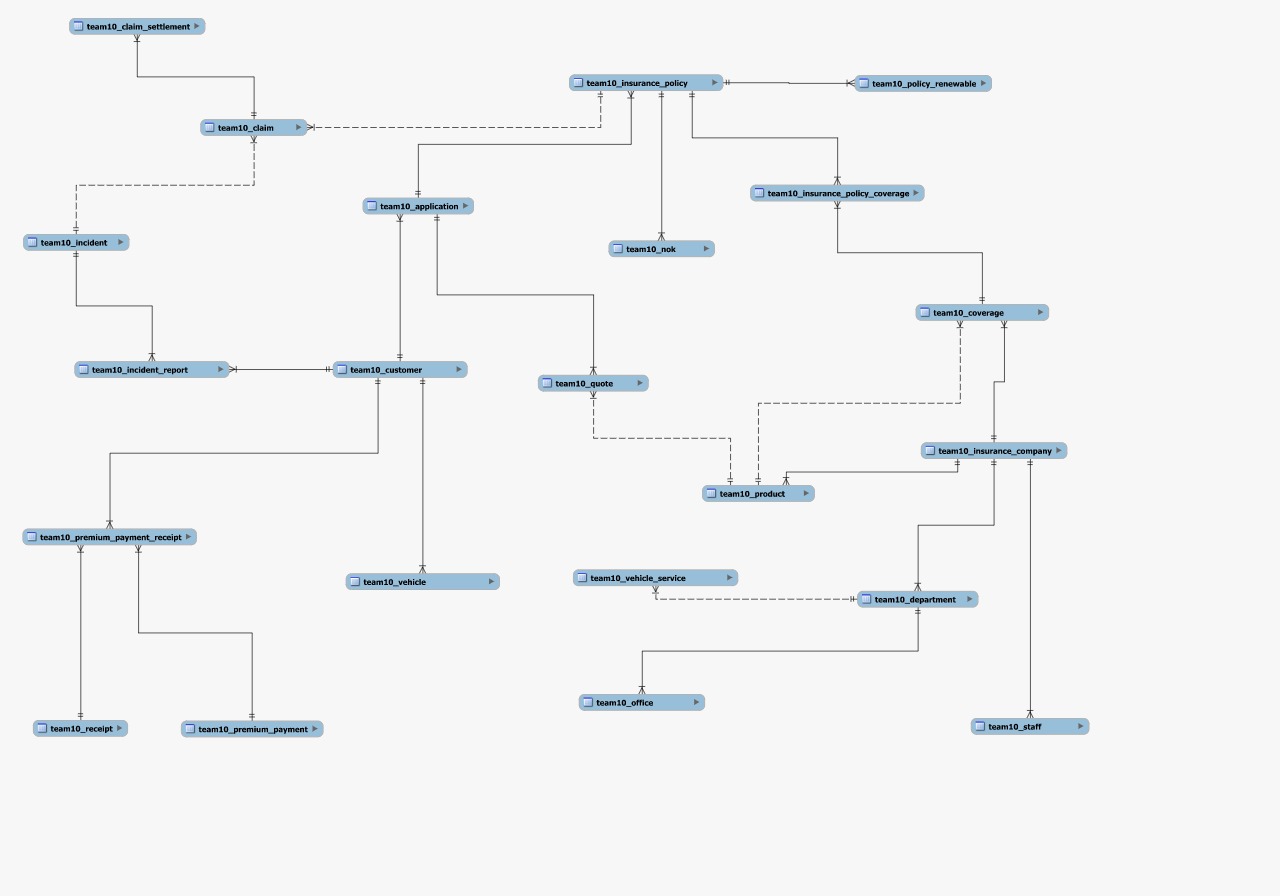 team10_claim_settlement
team10_insurance_policy
team10_policy_renewable
team10_claim
team10_insurance_policy_coverage
team10_application
team10_incident
team10_nok
team10_coverage
team10_incident_report
team10_customer
team10_quote
team10_insurance_company
team10_product
team10_premium_payment_receipt
team10_vehicle
team10_vehicle_service
team10_department
team10_office
team10_receipt
team10_premium_payment
team10_staff